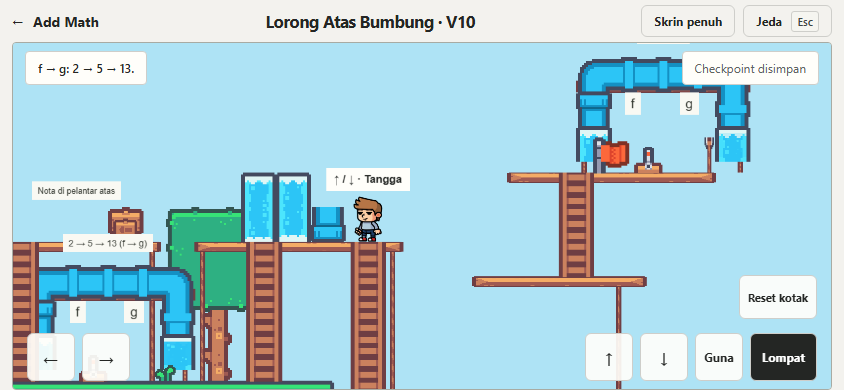 ← Add Math
Lorong Atas Bumbung · V10
Skrin penuh
Jeda Esc
f → g: 2 → 5 → 13.
Checkpoint disimpan
f
g
↑ / ↓ · Tangga
Nota di pelantar atas
2 → 5 → 13 (f → g)
f
g
Reset kotak
←
→
↑
↓
Guna
Lompat